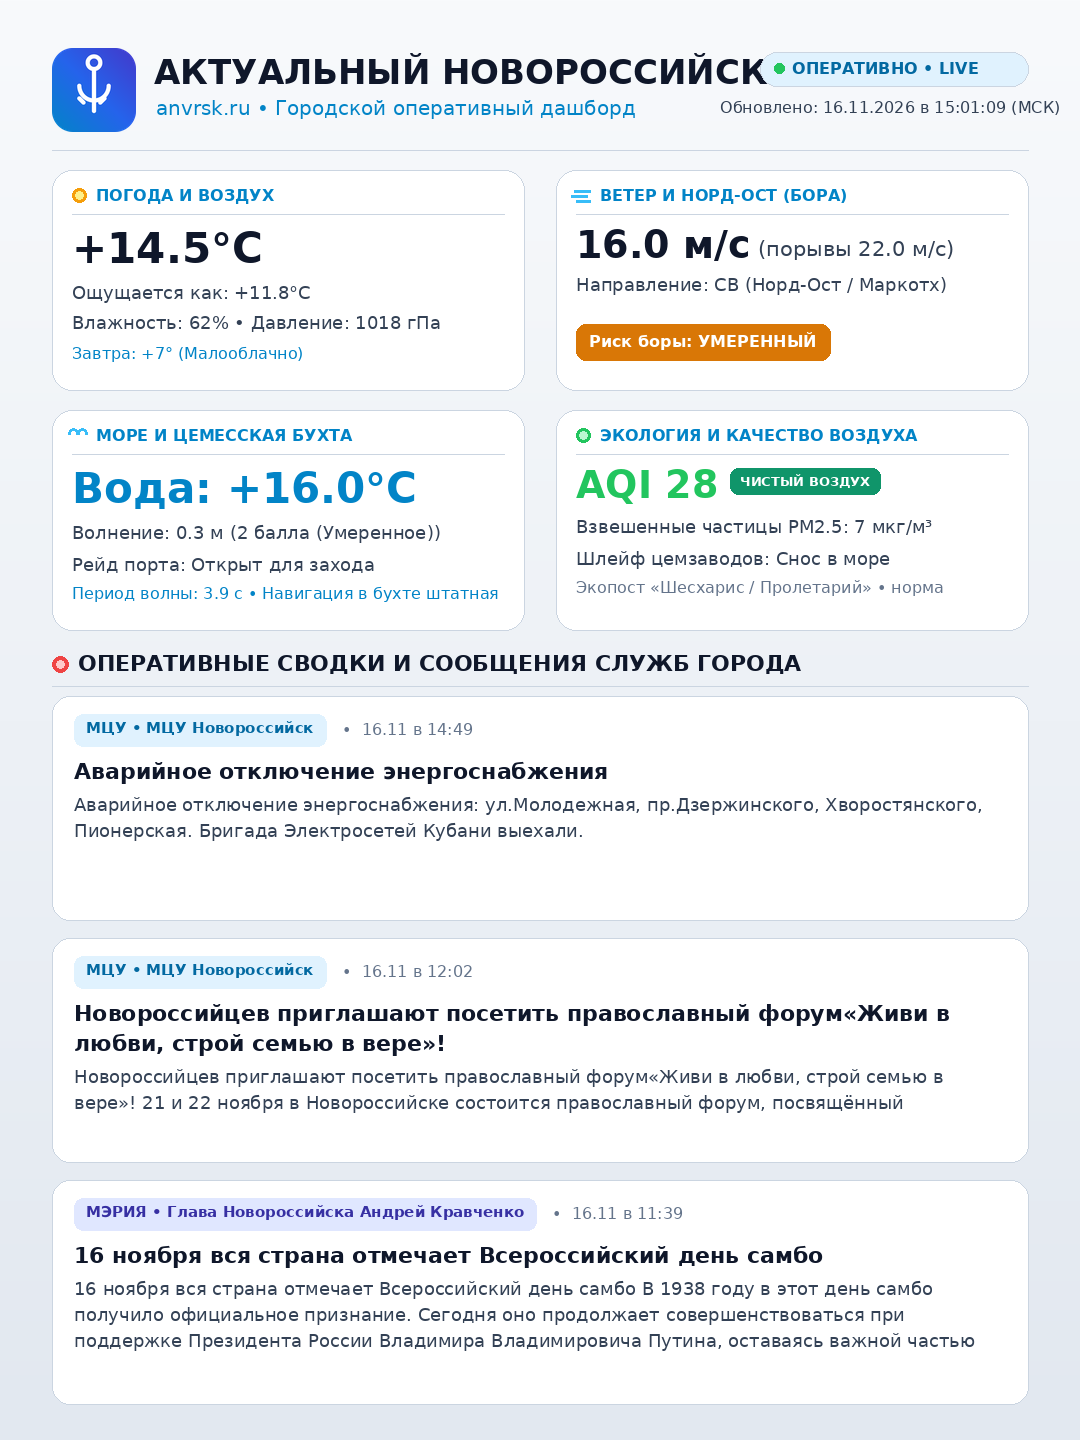 АКТУАЛЬНЫЙ НОВОРОССИЙСК
ОПЕРАТИВНО • LIVE
anvrsk.ru • Городской оперативный дашборд
Обновлено: 16.11.2026 в 15:01:09 (МСК)
ПОГОДА И ВОЗДУХ
+14.5°C
Ощущается как: +11.8°C
Влажность: 62% • Давление: 1018 гПа
Завтра: +7° (Малооблачно)
ВЕТЕР И НОРД-ОСТ (БОРА)
16.0 м/с (порывы 22.0 м/с)
Направление: СВ (Норд-Ост / Маркотх)
Риск боры: УМЕРЕННЫЙ
МОРЕ И ЦЕМЕССКАЯ БУХТА
Вода: +16.0°C
Волнение: 0.3 м (2 балла (Умеренное))
Рейд порта: Открыт для захода
Период волны: 3.9 с • Навигация в бухте штатная
ЭКОЛОГИЯ И КАЧЕСТВО ВОЗДУХА
AQI 28 ЧИСТЫЙ ВОЗДУХ
Взвешенные частицы PM2.5: 7 мкг/м³
Шлейф цемзаводов: Снос в море
Экопост «Шесхарис / Пролетарий» • норма
ОПЕРАТИВНЫЕ СВОДКИ И СООБЩЕНИЯ СЛУЖБ ГОРОДА
МЦУ • МЦУ Новороссийск • 16.11 в 14:49
Аварийное отключение энергоснабжения
Аварийное отключение энергоснабжения: ул.Молодежная, пр.Дзержинского, Хворостянского,
Пионерская. Бригада Электросетей Кубани выехали.
МЦУ • МЦУ Новороссийск • 16.11 в 12:02
Новороссийцев приглашают посетить православный форум«Живи в
любви, строй семью в вере»!
Новороссийцев приглашают посетить православный форум«Живи в любви, строй семью в
вере»! 21 и 22 ноября в Новороссийске состоится православный форум, посвящённый
МЭРИЯ • Глава Новороссийска Андрей Кравченко • 16.11 в 11:39
16 ноября вся страна отмечает Всероссийский день самбо
16 ноября вся страна отмечает Всероссийский день самбо В 1938 году в этот день самбо
получило официальное признание. Сегодня оно продолжает совершенствоваться при
поддержке Президента России Владимира Владимировича Путина, оставаясь важной частью